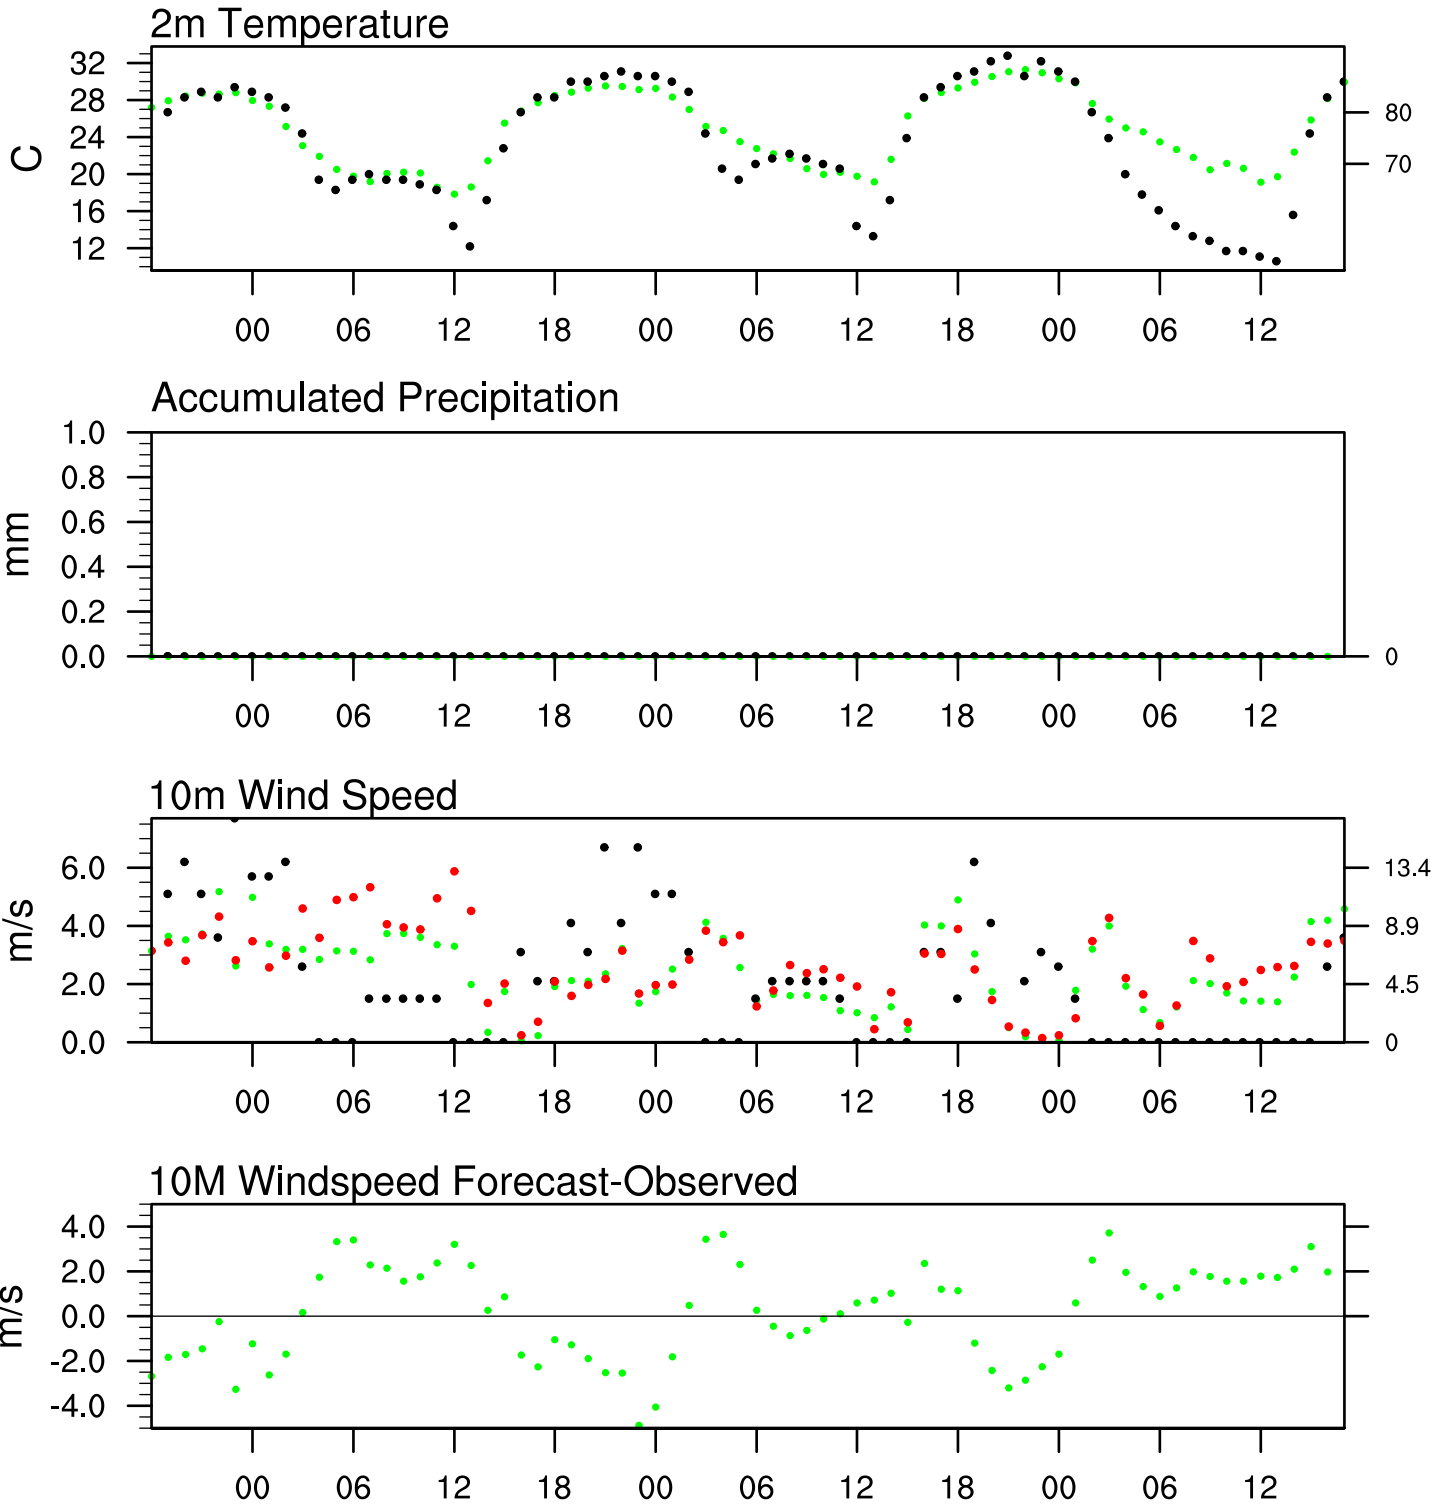 2m Temperature
32
28
24
20
16
12
C
80
70
00 06 12 18 00 06 12 18 00 06 12
Accumulated Precipitation
1.0
0.8
0.6
0.4
0.2
0.0
mm
0
00 06 12 18 00 06 12 18 00 06 12
10m Wind Speed
6.0
4.0
2.0
0.0
m/s
13.4
8.9
4.5
0
00 06 12 18 00 06 12 18 00 06 12
10M Windspeed Forecast-Observed
4.0
2.0
0.0
-2.0
-4.0
m/s
00 06 12 18 00 06 12 18 00 06 12